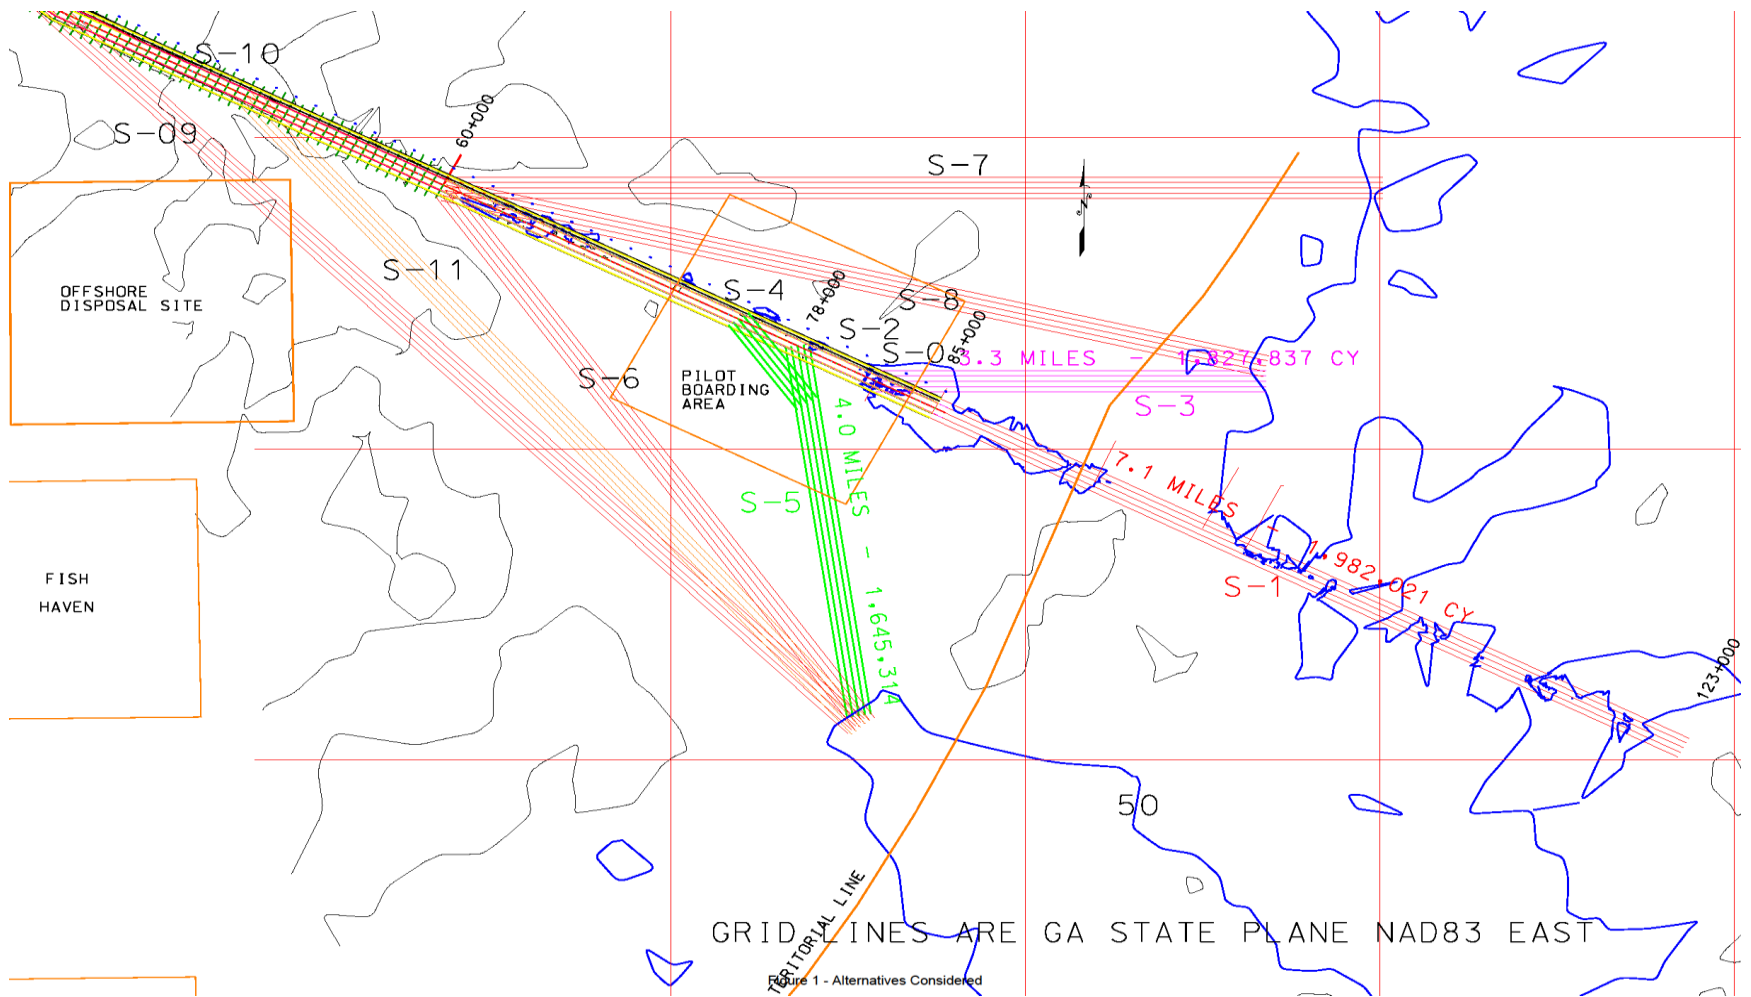 S-10
60+000
S-09
S-7
S-11
OFFSHORE
DISPOSAL SITE
N
S-4
78+000
S-8
S-2
S-0
85+000
3.3 MILES - 1,827,837 CY
S-6
PILOT
BOARDING
AREA
S-3
4.0 MILES - 1,645,314
7.1 MILES - 1,982,021 CY
S-5
FISH
HAVEN
S-1
123+000
50
TERITORIAL LINE
GRID LINES ARE GA STATE PLANE NAD83 EAST
Figure 1 - Alternatives Considered